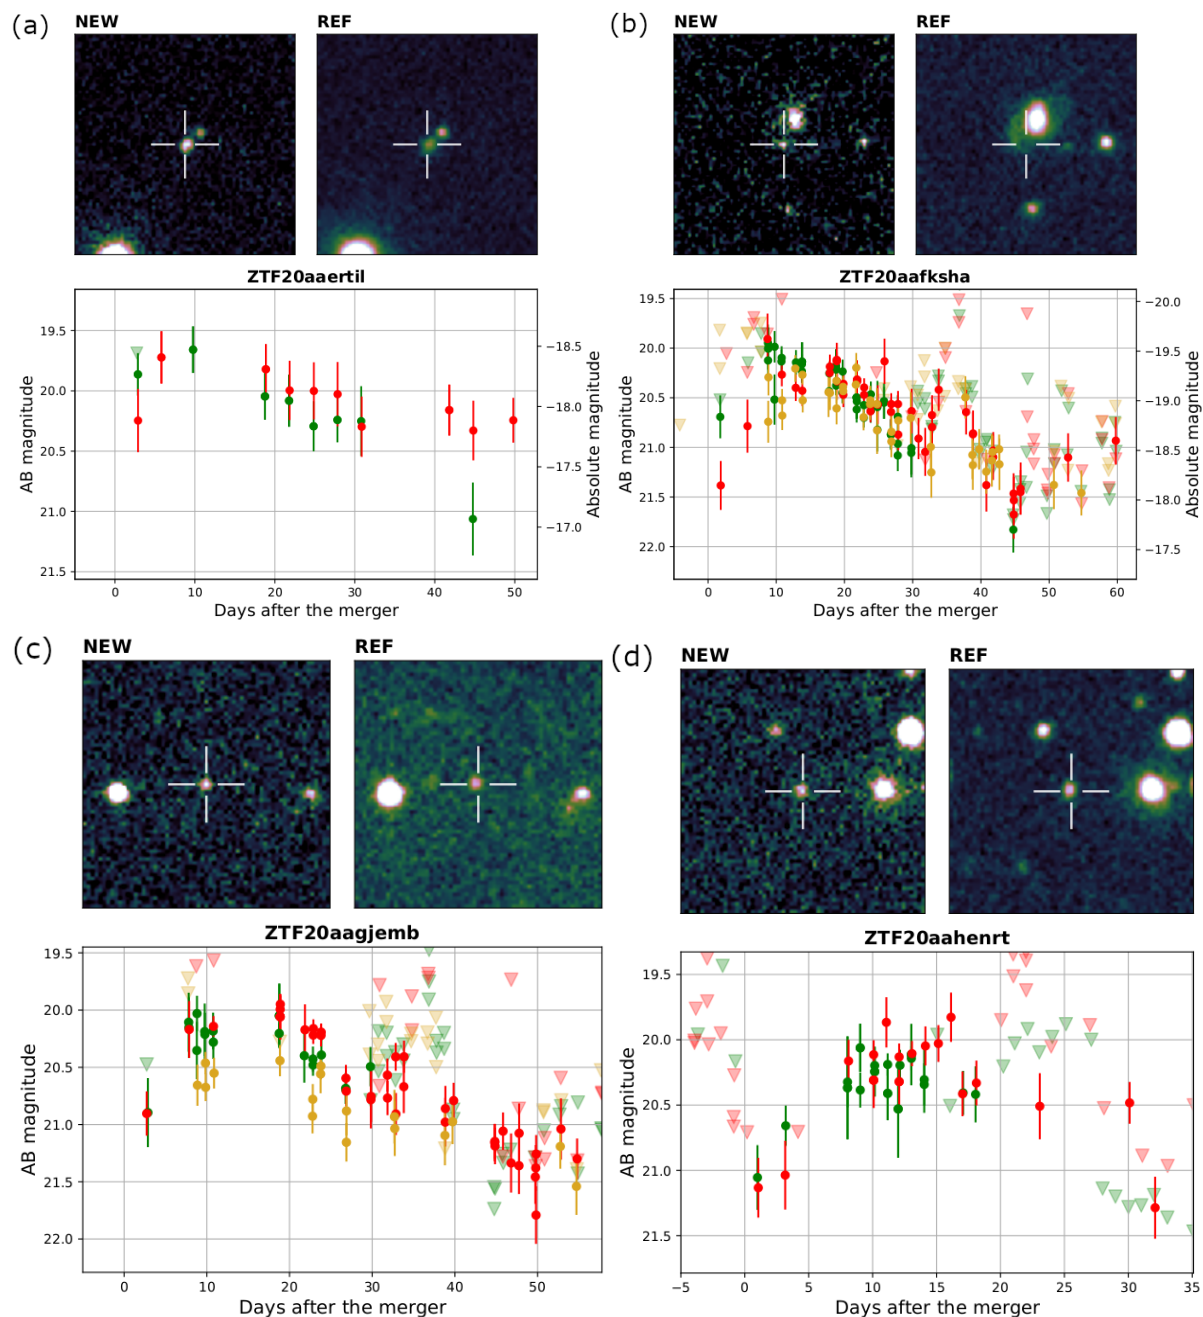 (a) NEW REF
(b) NEW REF
ZTF20aaertil
19.5
20.0
20.5
21.0
21.5
AB magnitude
−18.5
−18.0
−17.5
−17.0
Absolute magnitude
0 10 20 30 40 50
Days after the merger
ZTF20aafksha
19.5
20.0
20.5
21.0
21.5
22.0
AB magnitude
−20.0
−19.5
−19.0
−18.5
−18.0
−17.5
Absolute magnitude
0 10 20 30 40 50 60
Days after the merger
(c) NEW REF
(d) NEW REF
ZTF20aagjemb
19.5
20.0
20.5
21.0
21.5
22.0
AB magnitude
0 10 20 30 40 50
Days after the merger
ZTF20aahenrt
19.5
20.0
20.5
21.0
21.5
AB magnitude
−5 0 5 10 15 20 25 30 35
Days after the merger